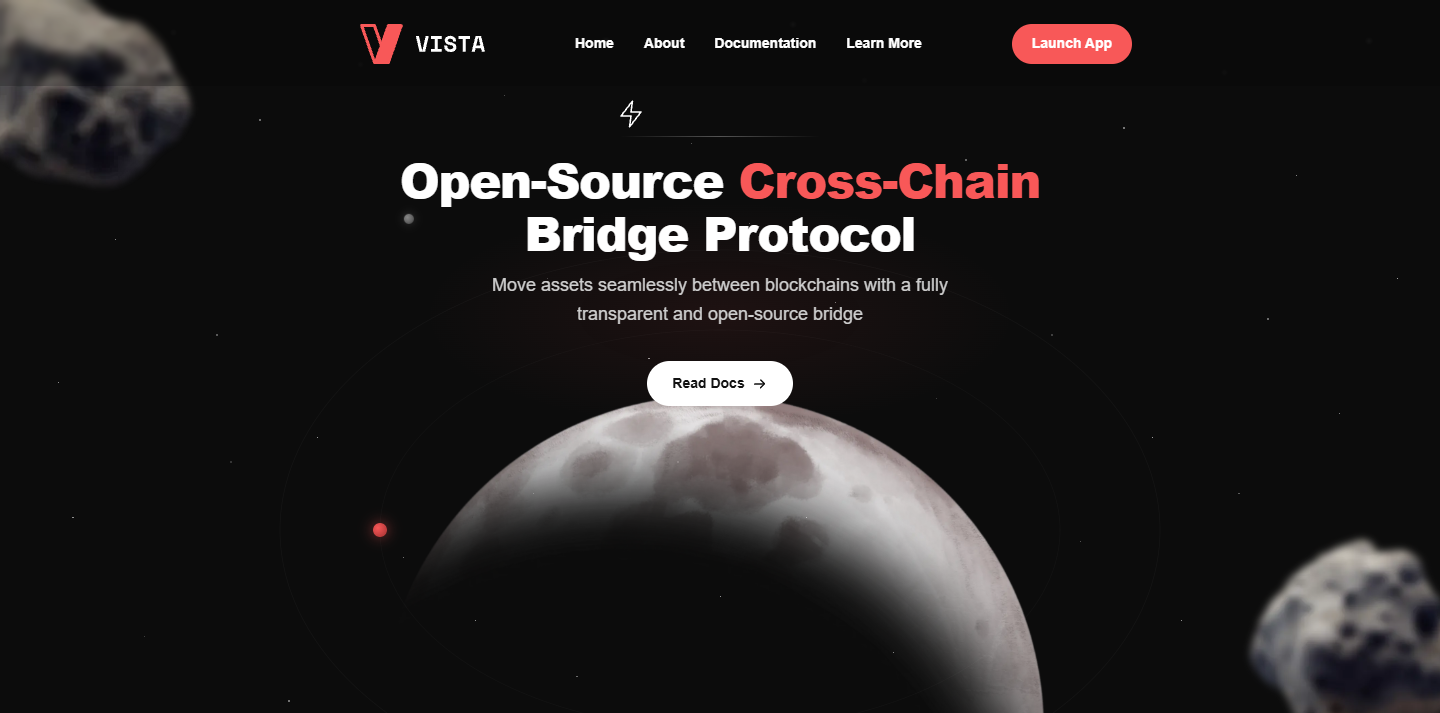 VISTA
Home About Documentation Learn More
Launch App
Open-Source Cross-Chain
Bridge Protocol
Move assets seamlessly between blockchains with a fully
transparent and open-source bridge
Read Docs →